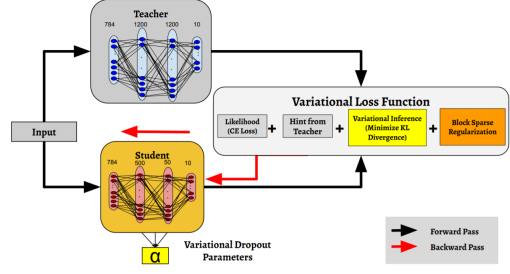 Teacher
784 1200 1200 10
Variational Loss Function
Likelihood
(CE Loss)
+
Hint from
Teacher
+
Variational Inference
(Minimize KL
Divergence)
+
Block Sparse
Regularization
Input
Student
784 500 50 10
α
Variational Dropout
Parameters
Forward Pass
Backward Pass